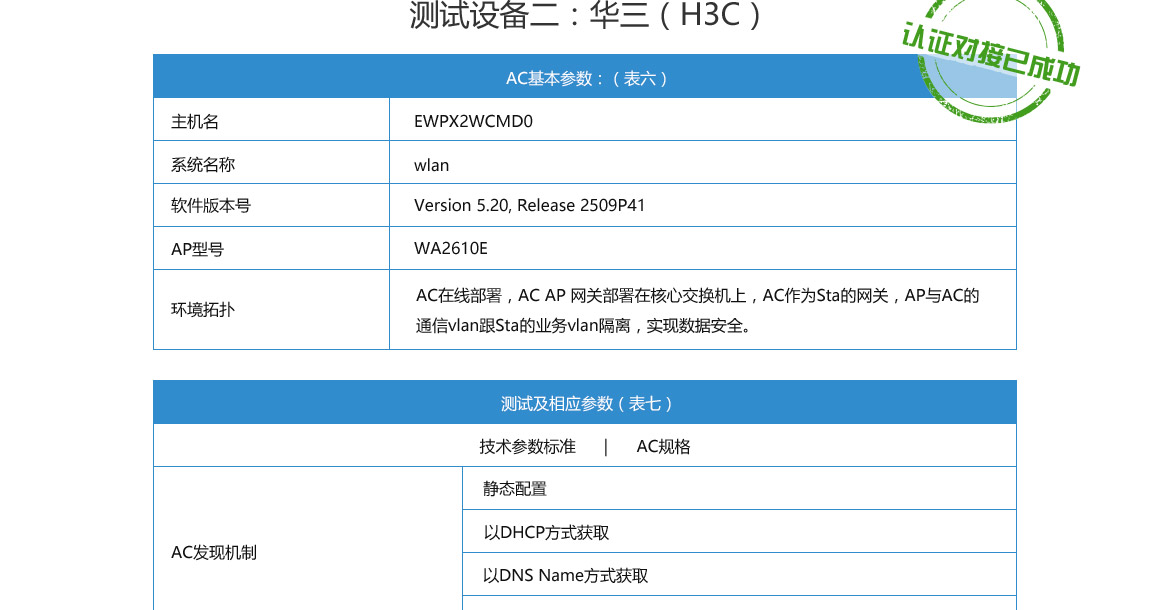 测试设备二：华三（H3C）
认证对接已成功
AC基本参数：（表六）
主机名
EWPX2WCMD0
系统名称
wlan
软件版本号
Version 5.20, Release 2509P41
AP型号
WA2610E
环境拓扑
AC在线部署，AC AP 网关部署在核心交换机上，AC作为Sta的网关，AP与AC的
通信vlan跟Sta的业务vlan隔离，实现数据安全。
测试及相应参数（表七）
技术参数标准 | AC规格
AC发现机制
静态配置
以DHCP方式获取
以DNS Name方式获取